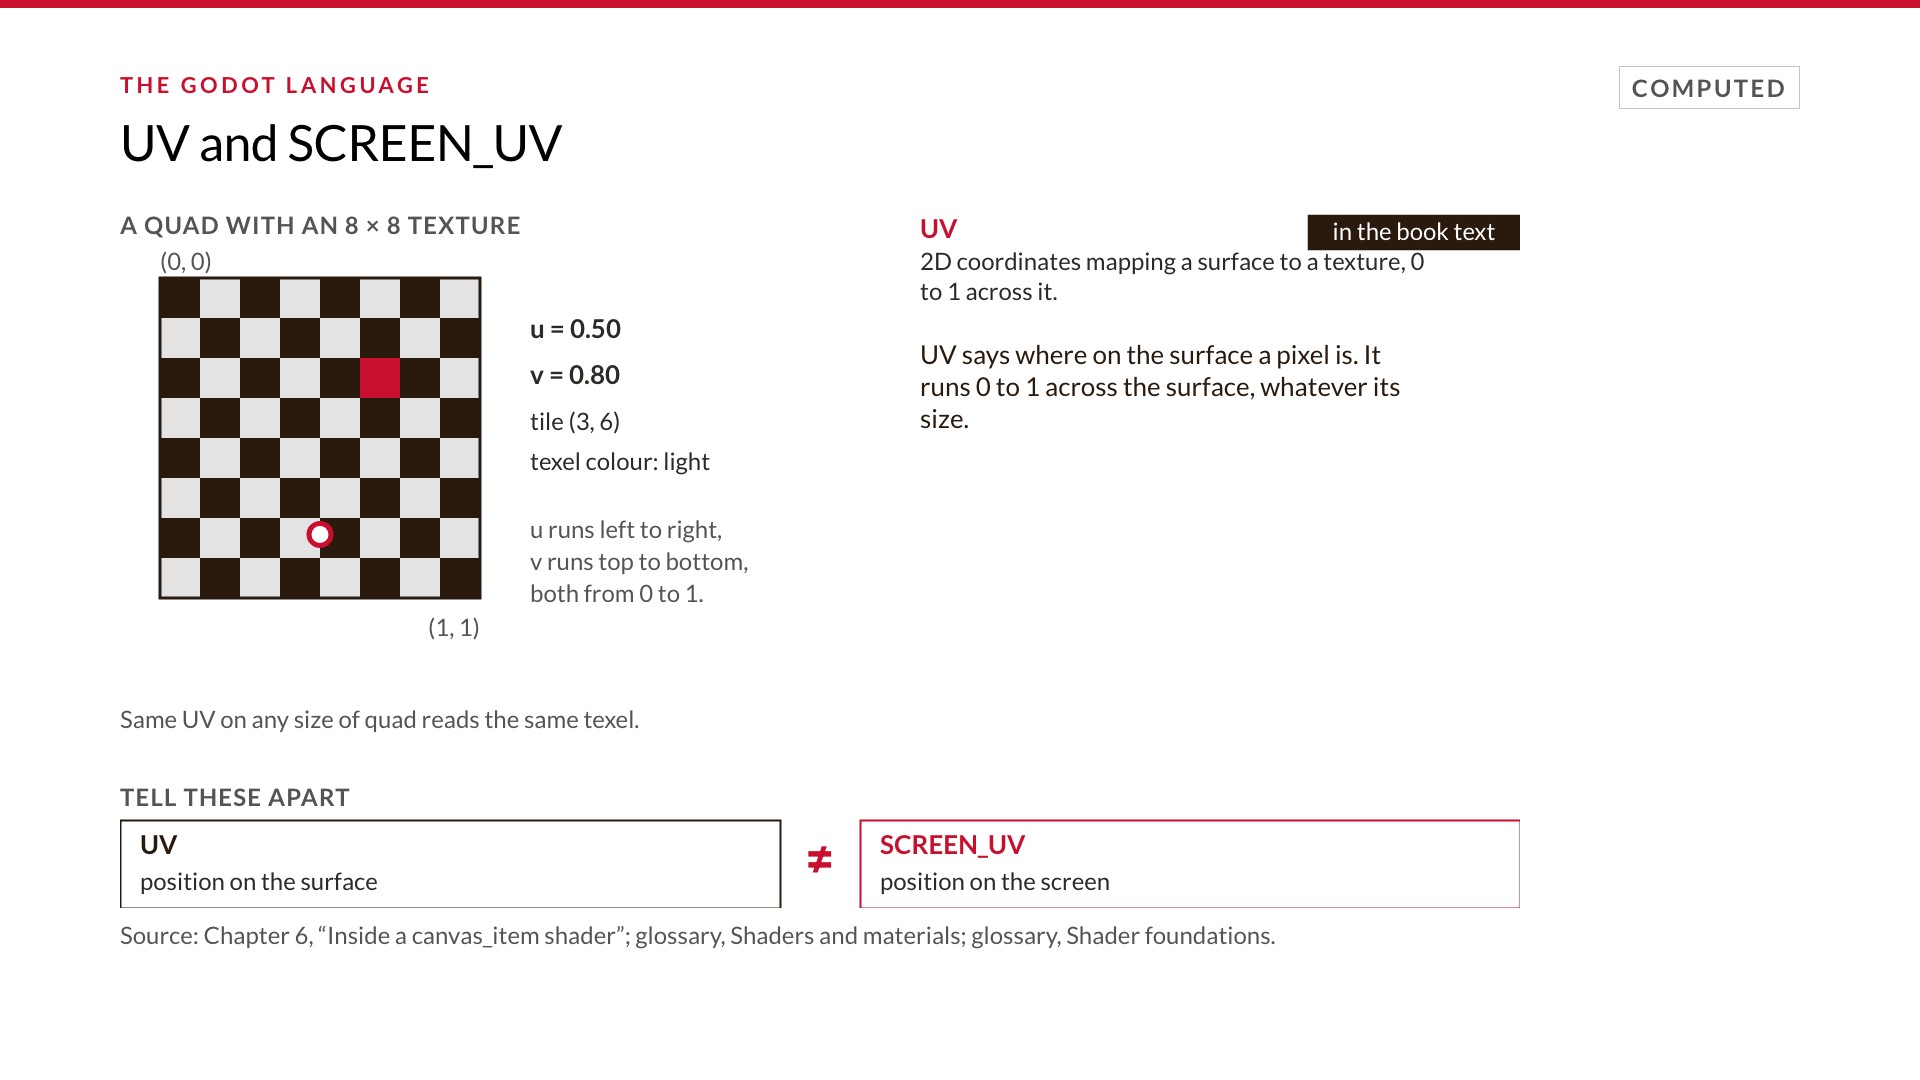 THE GODOT LANGUAGE
COMPUTED
UV and SCREEN_UV
A QUAD WITH AN 8 × 8 TEXTURE
(0, 0)
u = 0.50
v = 0.80
tile (3, 6)
texel colour: light
u runs left to right,
v runs top to bottom,
both from 0 to 1.
(1, 1)
Same UV on any size of quad reads the same texel.
UV
in the book text
2D coordinates mapping a surface to a texture, 0
to 1 across it.
UV says where on the surface a pixel is. It
runs 0 to 1 across the surface, whatever its
size.
TELL THESE APART
UV
position on the surface
≠
SCREEN_UV
position on the screen
Source: Chapter 6, “Inside a canvas_item shader”; glossary, Shaders and materials; glossary, Shader foundations.